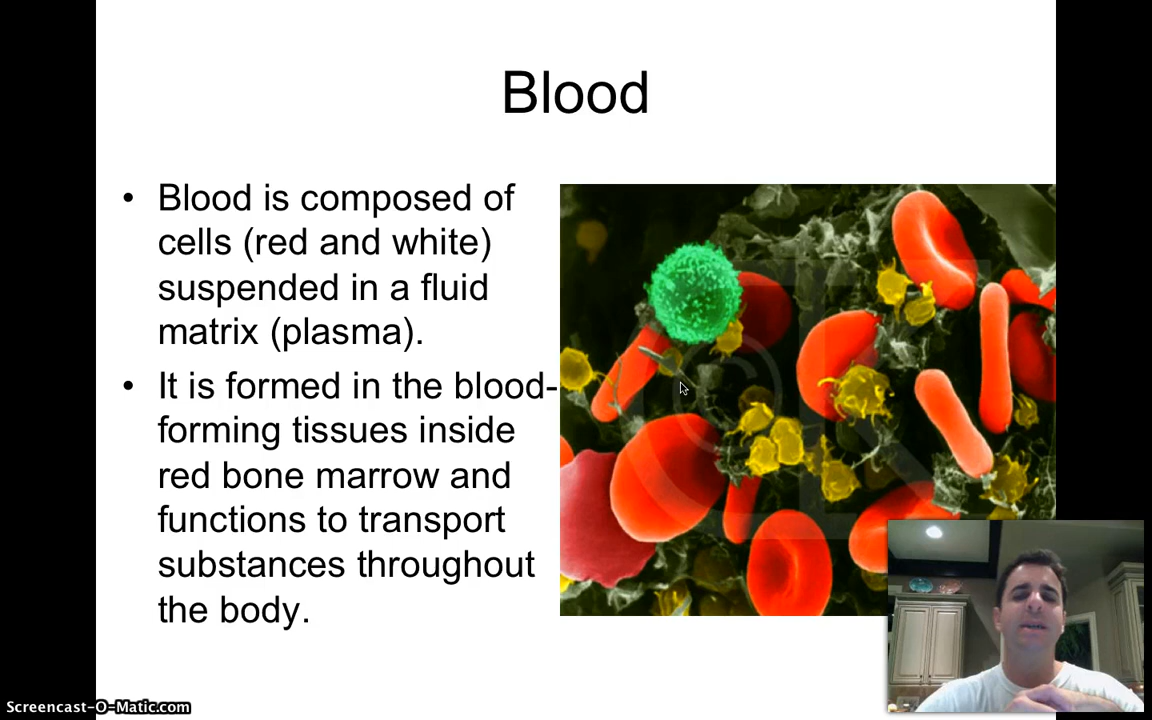 Blood
• Blood is composed of
cells (red and white)
suspended in a fluid
matrix (plasma).
• It is formed in the blood-
forming tissues inside
red bone marrow and
functions to transport
substances throughout
the body.
Screencast-O-Matic.com